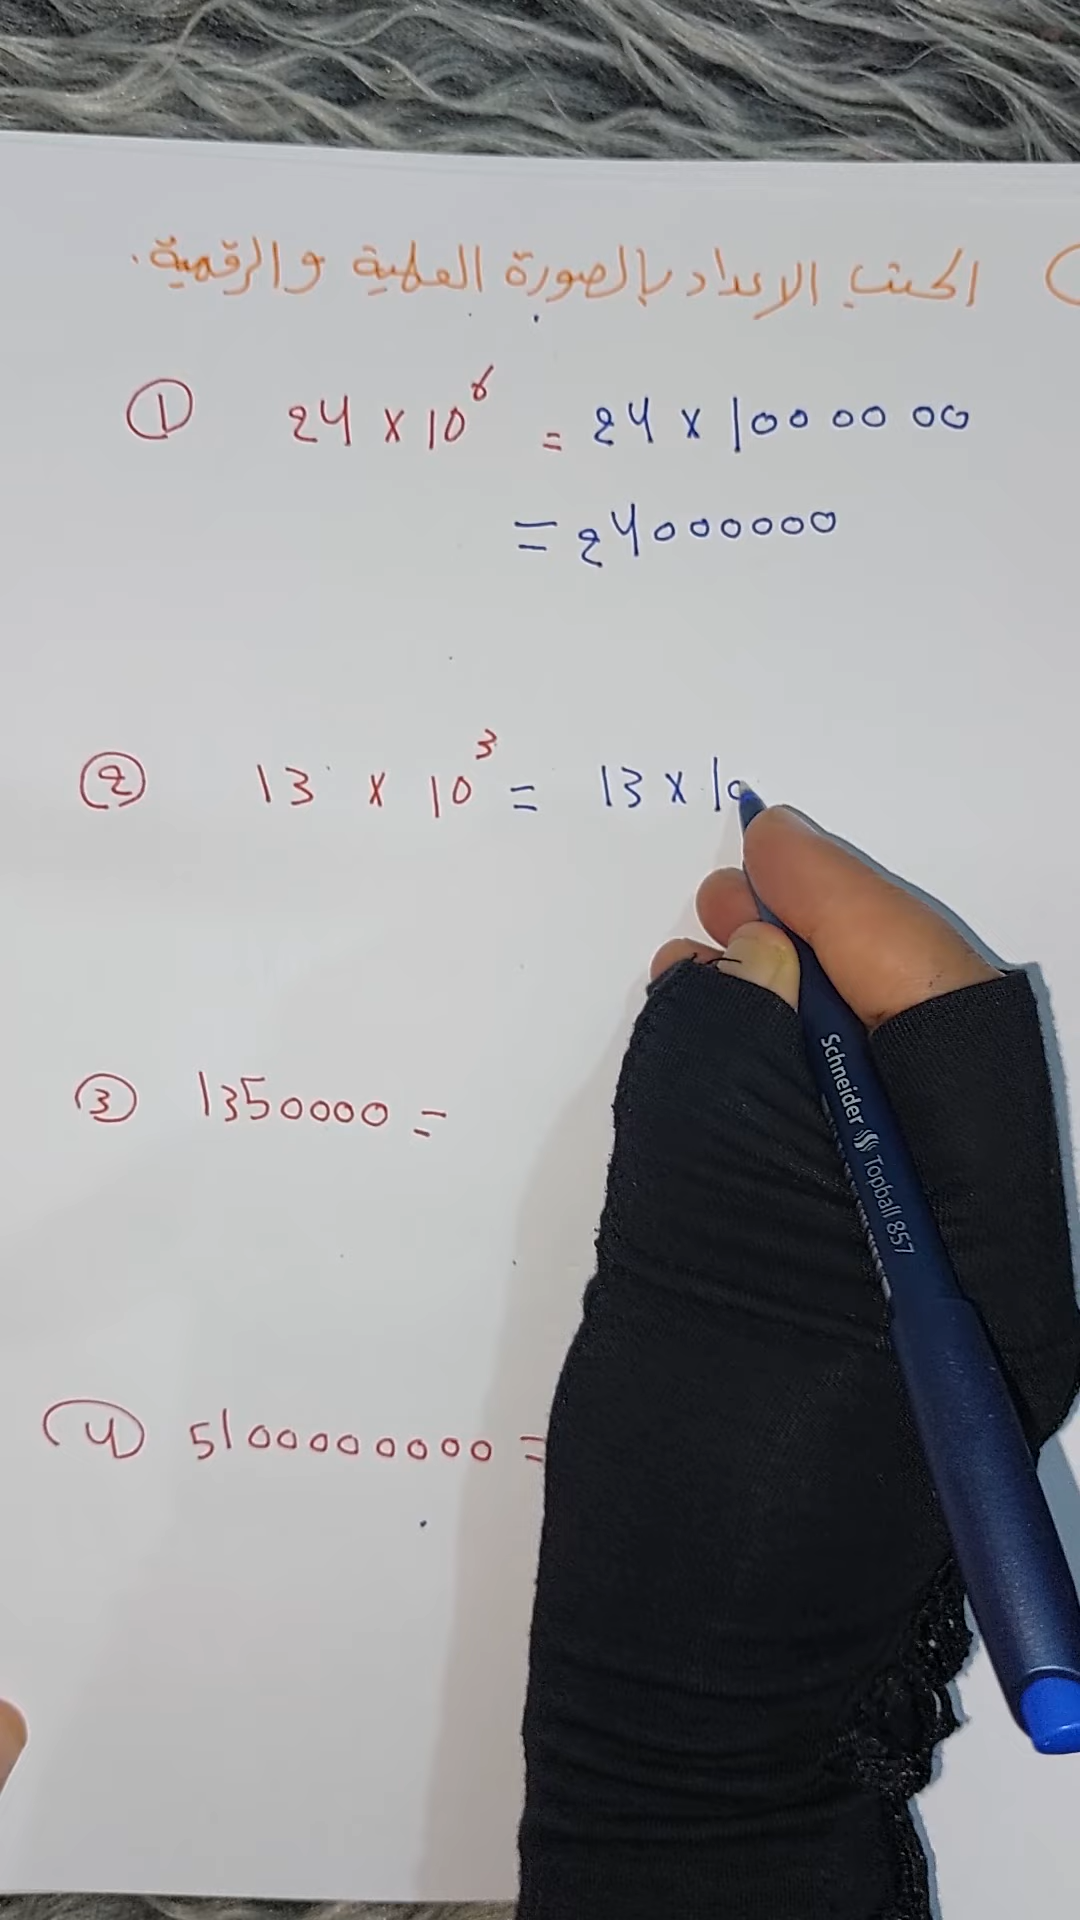 اكتب الاعداد بالصورة العلمية والرقمية.
① 24 × 10⁶ = 24 × 1000000
= 24000000
② 13 × 10³ = 13 × 10
③ 1350000 =
④ 5100000000 =
Schneider Topball 857